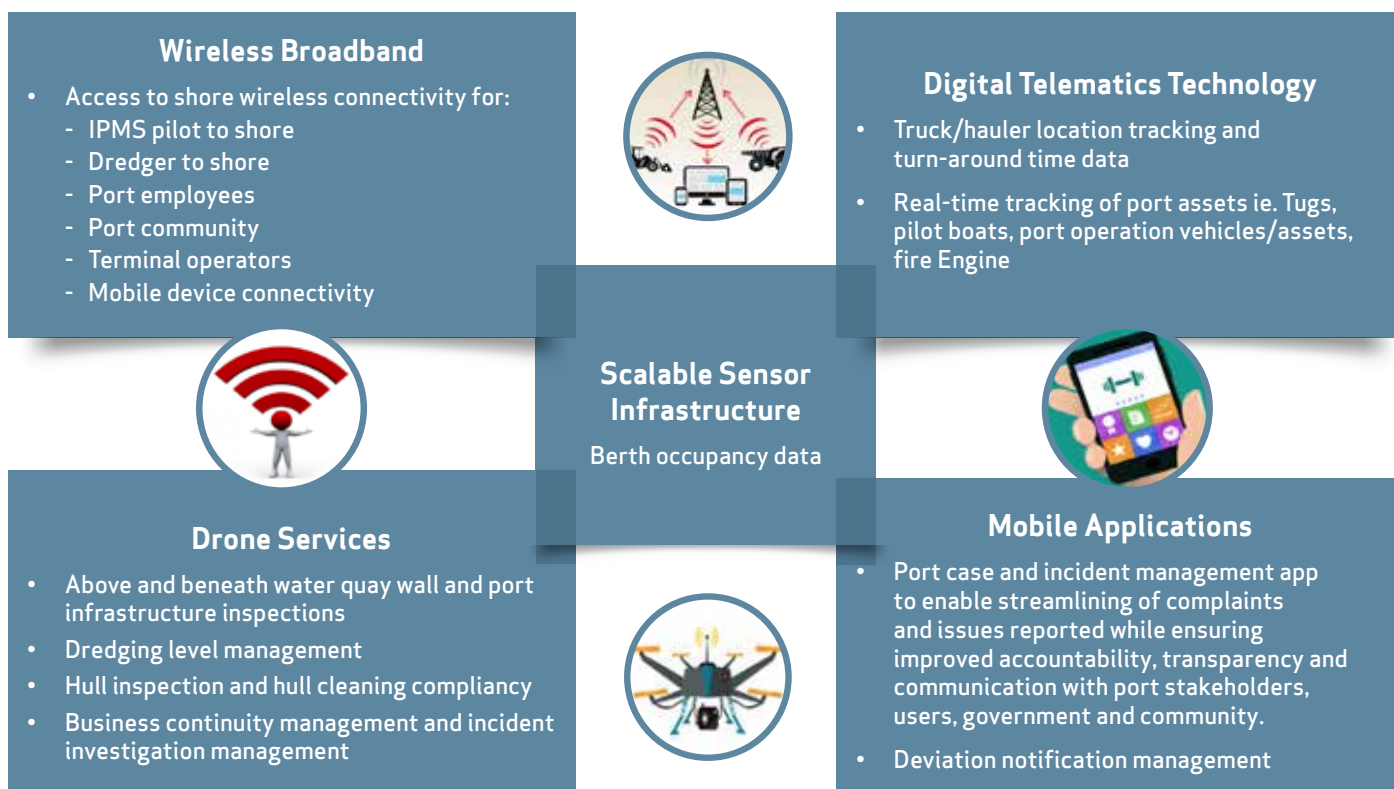 Wireless Broadband
• Access to shore wireless connectivity for:
- IPMS pilot to shore
- Dredger to shore
- Port employees
- Port community
- Terminal operators
- Mobile device connectivity
Digital Telematics Technology
• Truck/hauler location tracking and
turn-around time data
• Real-time tracking of port assets ie. Tugs,
pilot boats, port operation vehicles/assets,
fire Engine
Scalable Sensor
Infrastructure
Berth occupancy data
Drone Services
• Above and beneath water quay wall and port
infrastructure inspections
• Dredging level management
• Hull inspection and hull cleaning compliancy
• Business continuity management and incident
investigation management
Mobile Applications
• Port case and incident management app
to enable streamlining of complaints
and issues reported while ensuring
improved accountability, transparency and
communication with port stakeholders,
users, government and community.
• Deviation notification management